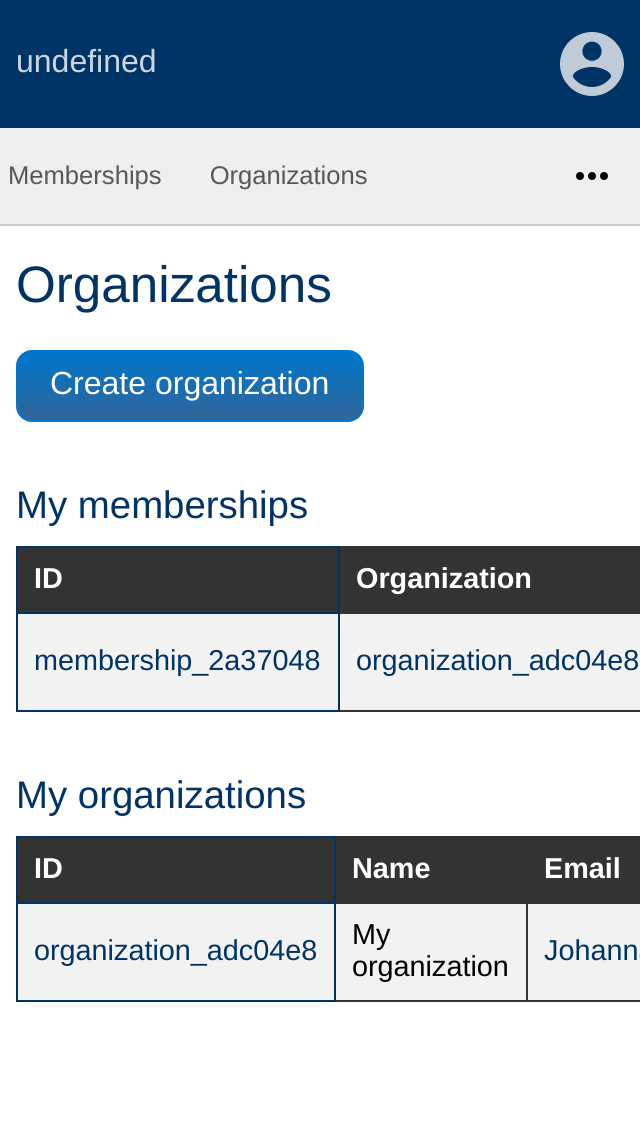 undefined
Memberships Organizations •••
Organizations
Create organization
My memberships
ID Organization
membership_2a37048 organization_adc04e8
My organizations
ID Name Email
organization_adc04e8 My organization Johann